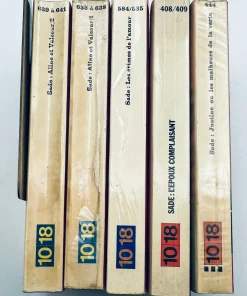 639 à 641
Sade : Aline et Valcour/2
10 18
636 à 638
Sade : Aline et Valcour/1
10 18
584/585
Sade : Les crimes de l'amour
10 18
408/409
SADE : L'EPOUX COMPLAISANT
10 18
444
Sade : Justine ou les malheurs de la vertu
10 18